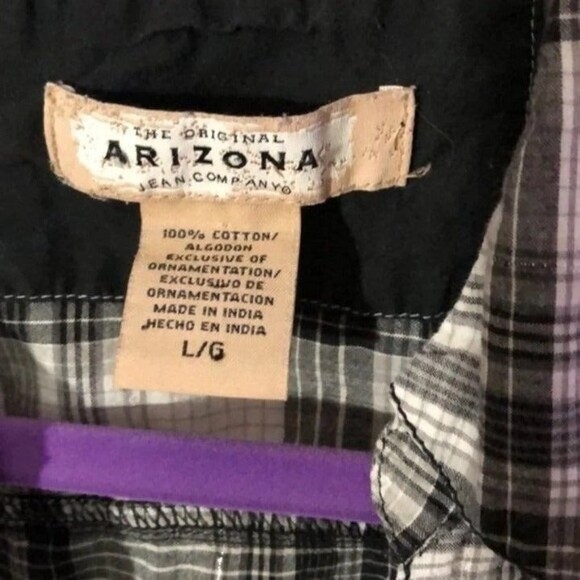 THE ORIGINAL
ARIZONA
JEAN COMPANY®
100% COTTON/
ALGODON
EXCLUSIVE OF
ORNAMENTATION/
EXCLUSIVO DE
ORNAMENTACION
MADE IN INDIA
HECHO EN INDIA
L/G